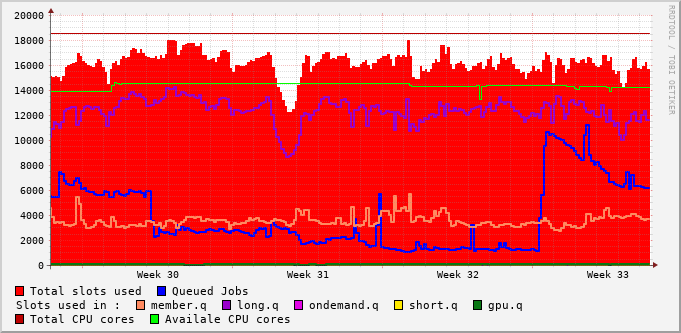 20000
18000
16000
14000
12000
10000
8000
6000
4000
2000
0
Week 30 Week 31 Week 32 Week 33
RRDTOOL / TOBI OETIKER
Total slots used Queued Jobs
Slots used in : member.q long.q ondemand.q short.q gpu.q
Total CPU cores Availale CPU cores